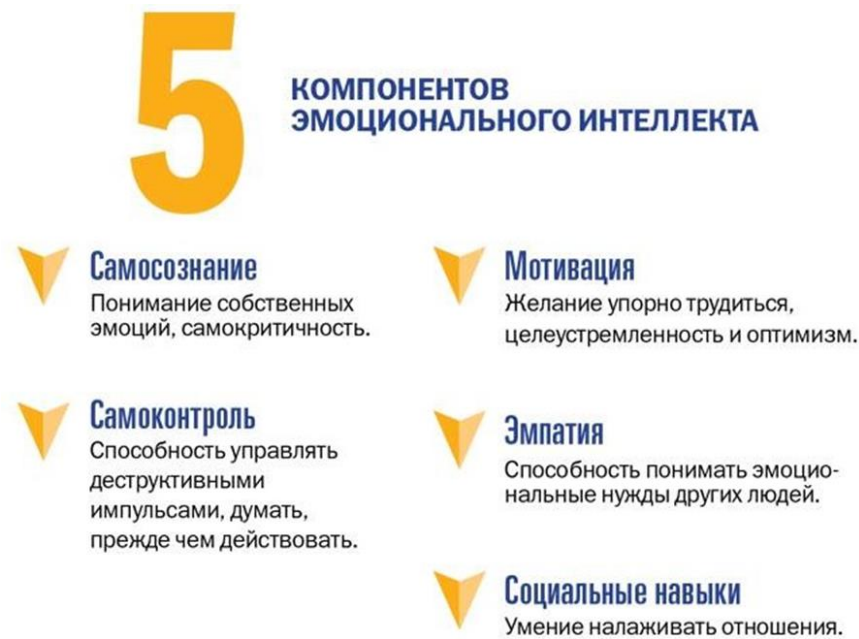 5
КОМПОНЕНТОВ
ЭМОЦИОНАЛЬНОГО ИНТЕЛЛЕКТА
Самосознание
Понимание собственных
эмоций, самокритичность.
Самоконтроль
Способность управлять
деструктивными
импульсами, думать,
прежде чем действовать.
Мотивация
Желание упорно трудиться,
целеустремленность и оптимизм.
Эмпатия
Способность понимать эмоцио-
нальные нужды других людей.
Социальные навыки
Умение налаживать отношения.